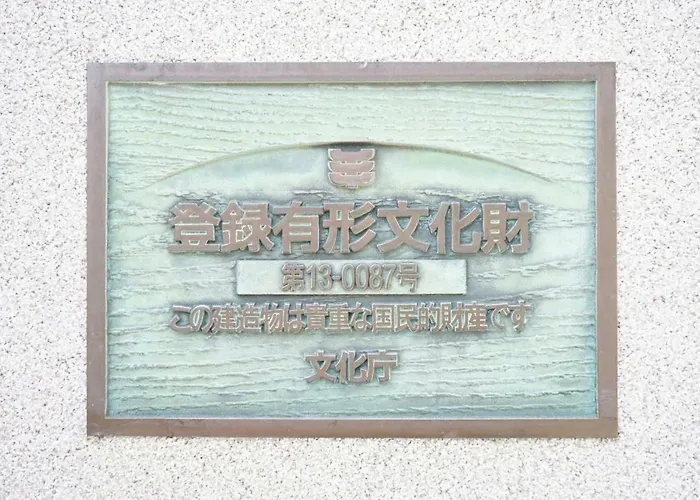 登録有形文化財
第13-0087号
この建造物は貴重な国民的財産です
文化庁